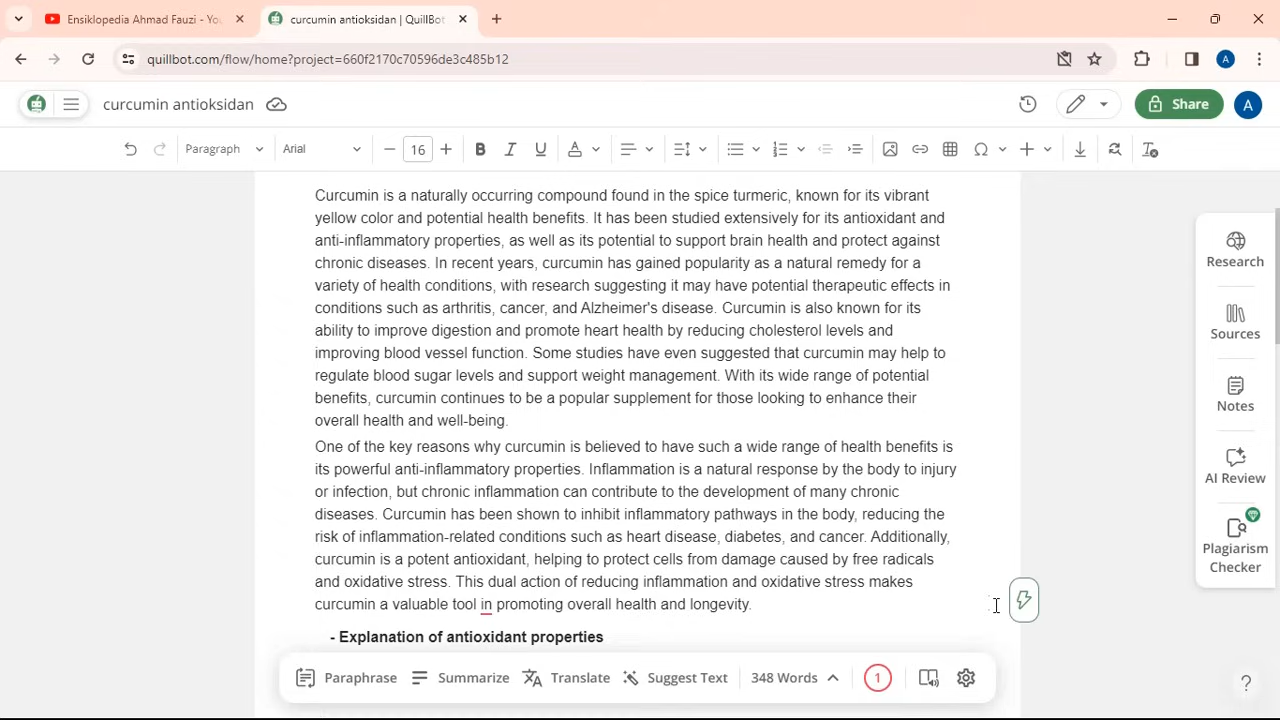 Ensiklopedia Ahmad Fauzi - You
curcumin antioksidan | QuillBot
quillbot.com/flow/home?project=660f2170c70596de3c485b12
A
curcumin antioksidan
Share
A
Paragraph
Arial
16
B
I
U
A
Curcumin is a naturally occurring compound found in the spice turmeric, known for its vibrant
yellow color and potential health benefits. It has been studied extensively for its antioxidant and
anti-inflammatory properties, as well as its potential to support brain health and protect against
chronic diseases. In recent years, curcumin has gained popularity as a natural remedy for a
variety of health conditions, with research suggesting it may have potential therapeutic effects in
conditions such as arthritis, cancer, and Alzheimer's disease. Curcumin is also known for its
ability to improve digestion and promote heart health by reducing cholesterol levels and
improving blood vessel function. Some studies have even suggested that curcumin may help to
regulate blood sugar levels and support weight management. With its wide range of potential
benefits, curcumin continues to be a popular supplement for those looking to enhance their
overall health and well-being.
One of the key reasons why curcumin is believed to have such a wide range of health benefits is
its powerful anti-inflammatory properties. Inflammation is a natural response by the body to injury
or infection, but chronic inflammation can contribute to the development of many chronic
diseases. Curcumin has been shown to inhibit inflammatory pathways in the body, reducing the
risk of inflammation-related conditions such as heart disease, diabetes, and cancer. Additionally,
curcumin is a potent antioxidant, helping to protect cells from damage caused by free radicals
and oxidative stress. This dual action of reducing inflammation and oxidative stress makes
curcumin a valuable tool in promoting overall health and longevity.
- Explanation of antioxidant properties
Research
Sources
Notes
AI Review
Plagiarism
Checker
Paraphrase
Summarize
Translate
Suggest Text
348 Words
1
?